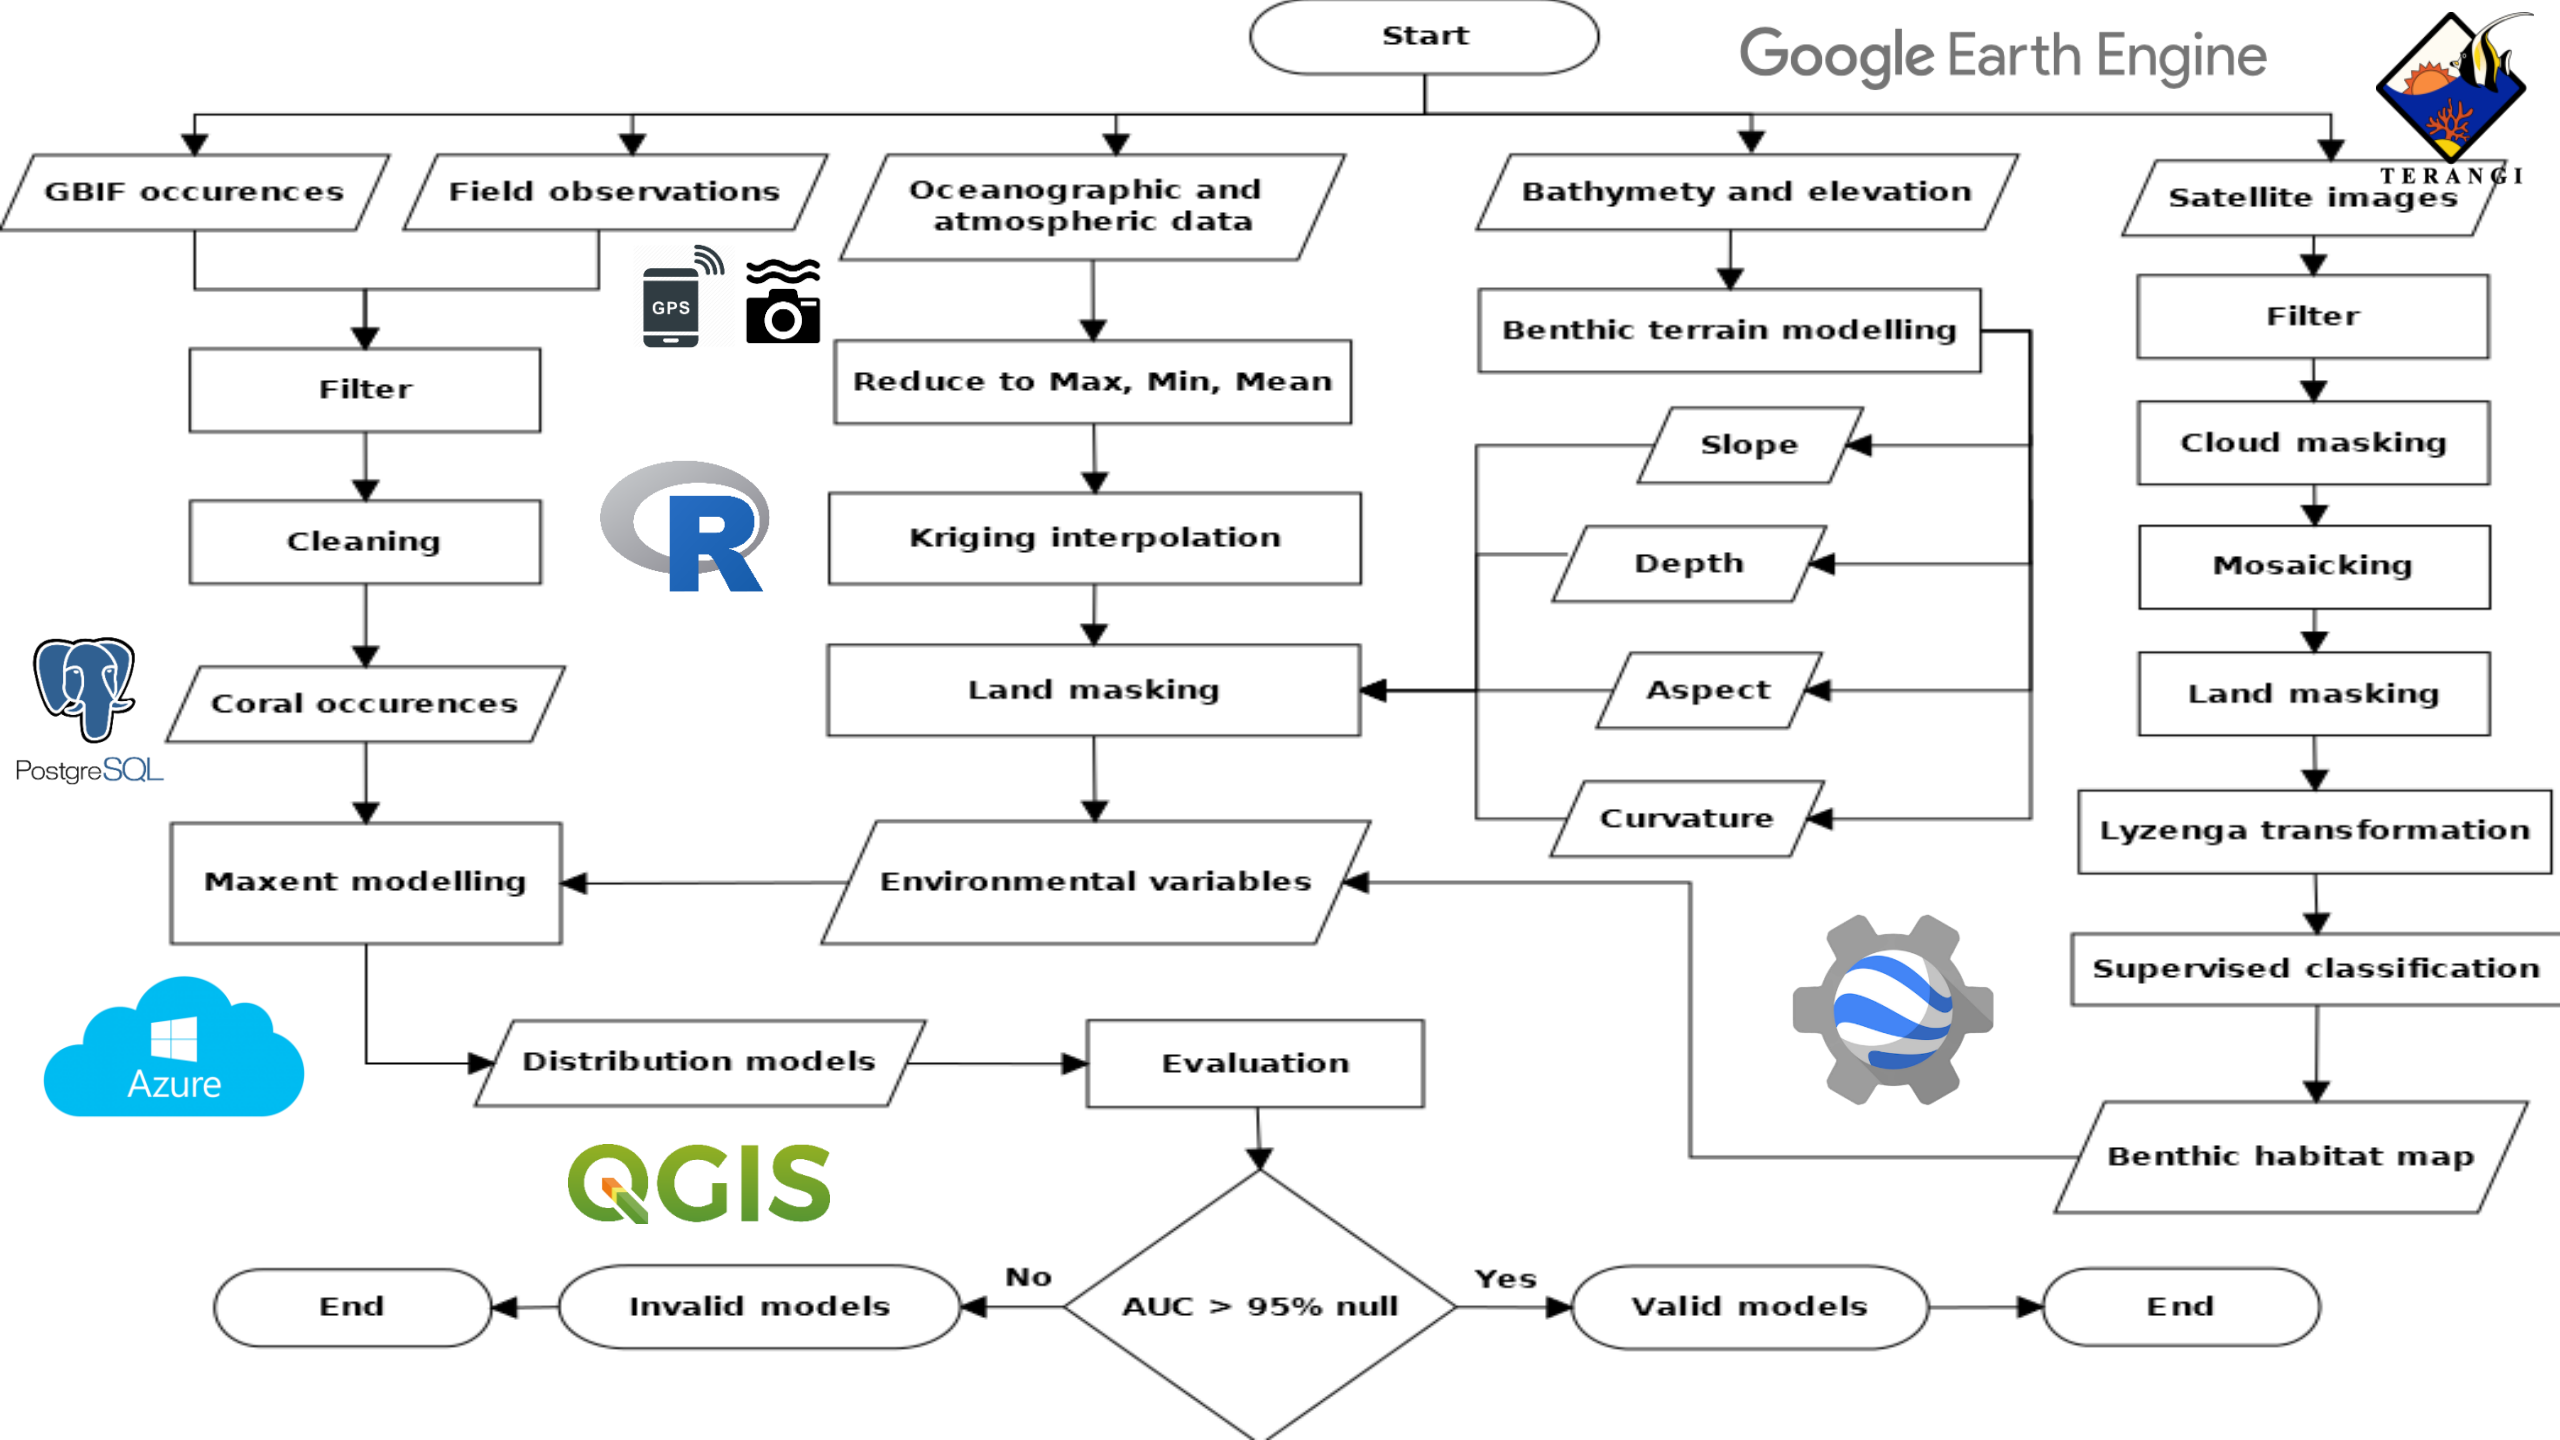 Start
Google Earth Engine
TERANGI
GBIF occurences
Field observations
Oceanographic and
atmospheric data
Bathymety and elevation
Satellite images
GPS
Filter
Cleaning
Coral occurences
Maxent modelling
Reduce to Max, Min, Mean
Kriging interpolation
Land masking
Environmental variables
Benthic terrain modelling
Slope
Depth
Aspect
Curvature
Filter
Cloud masking
Mosaicking
Land masking
Lyzenga transformation
Supervised classification
Benthic habitat map
R
PostgreSQL
Azure
Distribution models
Evaluation
QGIS
AUC > 95% null
No
Invalid models
End
Yes
Valid models
End